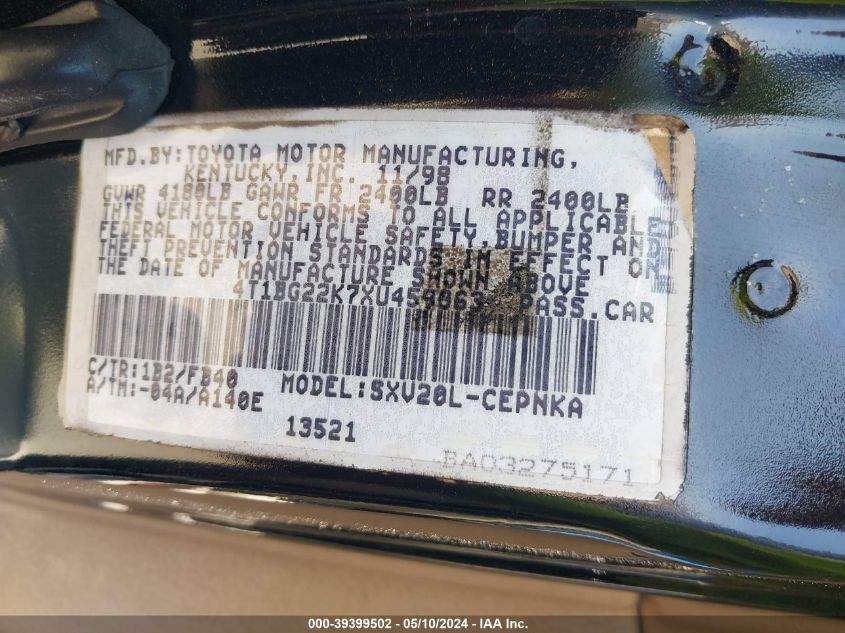 MFD.BY:TOYOTA MOTOR MANUFACTURING,
KENTUCKY,INC. 11/98
GVWR 4180LB GAWR FR 2400LB RR 2400LB
THIS VEHICLE CONFORMS TO ALL APPLICABLE
FEDERAL MOTOR VEHICLE SAFETY,BUMPER AND
THEFT PREVENTION STANDARDS IN EFFECT ON
THE DATE OF MANUFACTURE SHOWN ABOVE
PASS.CAR
C/TR:1B2/FB40
A/TM:-04A/A140E
MODEL:SXV20L-CEPNKA
13521
BA03275171
000-39399502 — 05/10/2024 — IAA Inc.